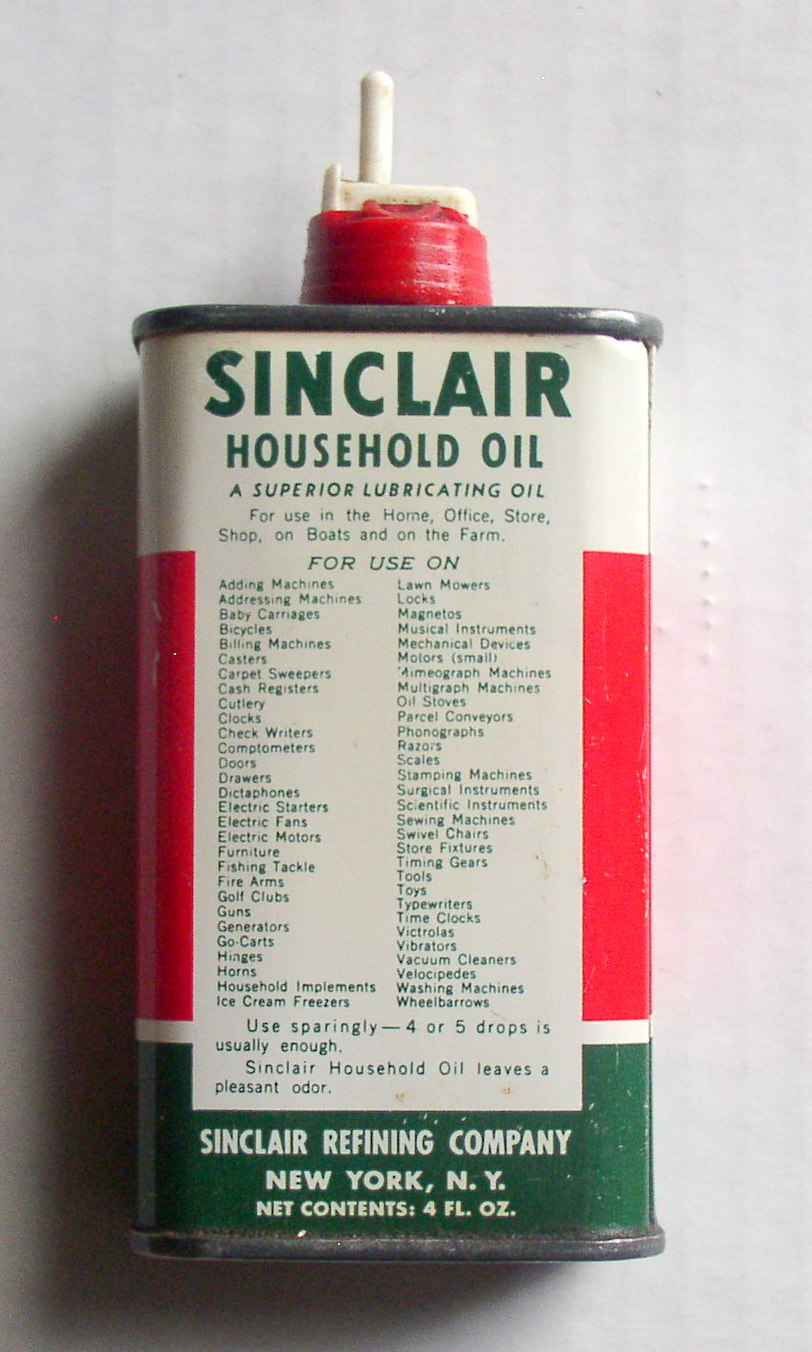 SINCLAIR
HOUSEHOLD OIL
A SUPERIOR LUBRICATING OIL
For use in the Home, Office, Store,
Shop, on Boats and on the Farm.
FOR USE ON
Adding Machines
Addressing Machines
Baby Carriages
Bicycles
Billing Machines
Casters
Carpet Sweepers
Cash Registers
Cutlery
Clocks
Check Writers
Comptometers
Doors
Drawers
Dictaphones
Electric Starters
Electric Fans
Electric Motors
Furniture
Fishing Tackle
Fire Arms
Golf Clubs
Guns
Generators
Go-Carts
Hinges
Horns
Household Implements
Ice Cream Freezers
Lawn Mowers
Locks
Magnetos
Musical Instruments
Mechanical Devices
Motors (small)
Mimeograph Machines
Multigraph Machines
Oil Stoves
Parcel Conveyors
Phonographs
Razors
Scales
Stamping Machines
Surgical Instruments
Scientific Instruments
Sewing Machines
Swivel Chairs
Store Fixtures
Timing Gears
Tools
Toys
Typewriters
Time Clocks
Victrolas
Vibrators
Vacuum Cleaners
Velocipedes
Washing Machines
Wheelbarrows
Use sparingly—4 or 5 drops is
usually enough.
Sinclair Household Oil leaves a
pleasant odor.
SINCLAIR REFINING COMPANY
NEW YORK, N. Y.
NET CONTENTS: 4 FL. OZ.